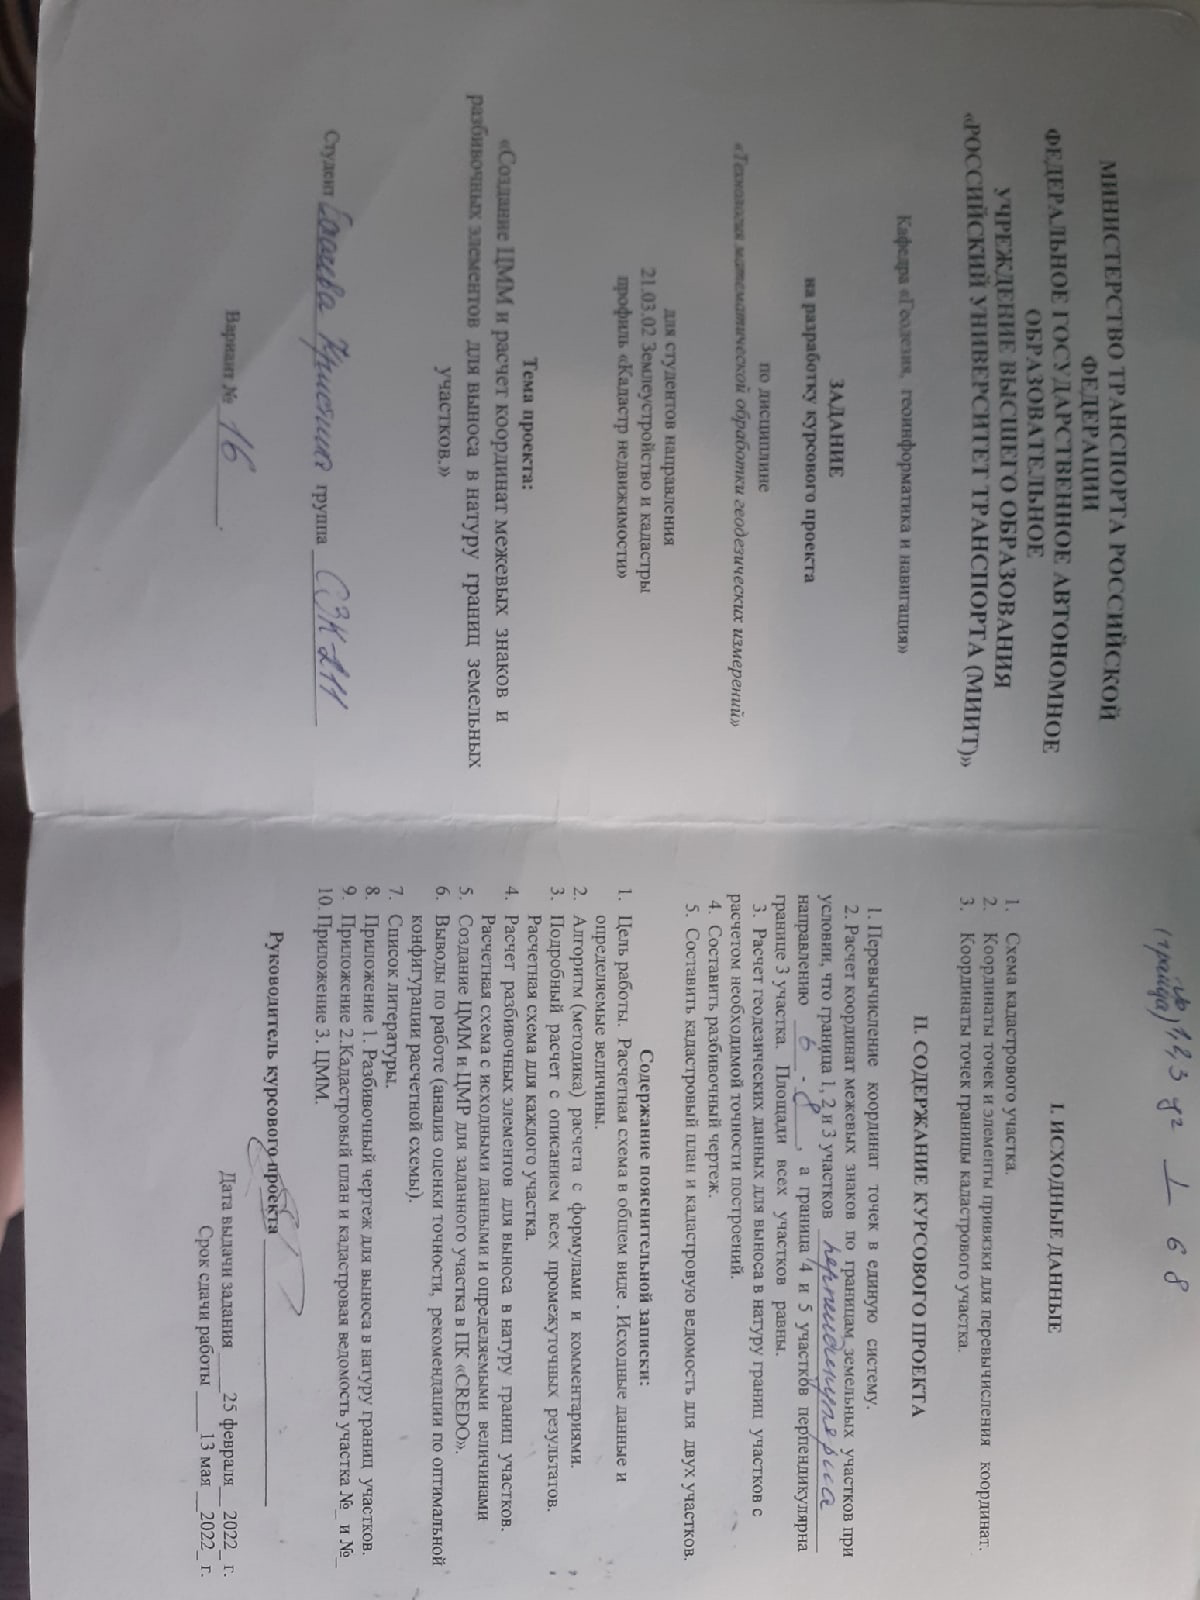 МИНИСТЕРСТВО ТРАНСПОРТА РОССИЙСКОЙ
ФЕДЕРАЦИИ
ФЕДЕРАЛЬНОЕ ГОСУДАРСТВЕННОЕ АВТОНОМНОЕ
ОБРАЗОВАТЕЛЬНОЕ
УЧРЕЖДЕНИЕ ВЫСШЕГО ОБРАЗОВАНИЯ
«РОССИЙСКИЙ УНИВЕРСИТЕТ ТРАНСПОРТА (МИИТ)»
Кафедра «Геодезия, геоинформатика и навигация»
ЗАДАНИЕ
на разработку курсового проекта
по дисциплине
«Технология математической обработки геодезических измерений»
для студентов направления
21.03.02 Землеустройство и кадастры
профиль «Кадастр недвижимости»
Тема проекта:
«Создание ЦММ и расчет координат межевых знаков и
разбивочных элементов для выноса в натуру границ земельных
участков.»
Студент группа СЗК-211
Вариант № 16.
1,2,3 ⊥ 6 8
(граница)
I. ИСХОДНЫЕ ДАННЫЕ
1. Схема кадастрового участка.
2. Координаты точек и элементы привязки для перевычисления координат.
3. Координаты точек границы кадастрового участка.
II. СОДЕРЖАНИЕ КУРСОВОГО ПРОЕКТА
1. Перевычисление координат точек в единую систему.
2. Расчет координат межевых знаков по границам земельных участков при
условии, что граница 1, 2 и 3 участков перпендикулярна
направлению 6 - 8, а граница 4 и 5 участков перпендикулярна
границе 3 участка. Площади всех участков равны.
3. Расчет геодезических данных для выноса в натуру границ участков с
расчетом необходимой точности построений.
4. Составить разбивочный чертеж.
5. Составить кадастровый план и кадастровую ведомость для двух участков.
Содержание пояснительной записки:
1. Цель работы. Расчетная схема в общем виде . Исходные данные и
определяемые величины.
2. Алгоритм (методика) расчета с формулами и комментариями.
3. Подробный расчет с описанием всех промежуточных результатов.
Расчетная схема для каждого участка.
4. Расчет разбивочных элементов для выноса в натуру границ участков.
Расчетная схема с исходными данными и определяемыми величинами
5. Создание ЦММ и ЦМР для заданного участка в ПК «CREDO».
6. Выводы по работе (анализ оценки точности, рекомендации по оптимальной
конфигурации расчетной схемы).
7. Список литературы.
8. Приложение 1. Разбивочный чертеж для выноса в натуру границ участков.
9. Приложение 2.Кадастровый план и кадастровая ведомость участка №_ и №_
10. Приложение 3. ЦММ.
Руководитель курсового проекта
Дата выдачи задания 25 февраля 2022_ г.
Срок сдачи работы 13 мая 2022_ г.